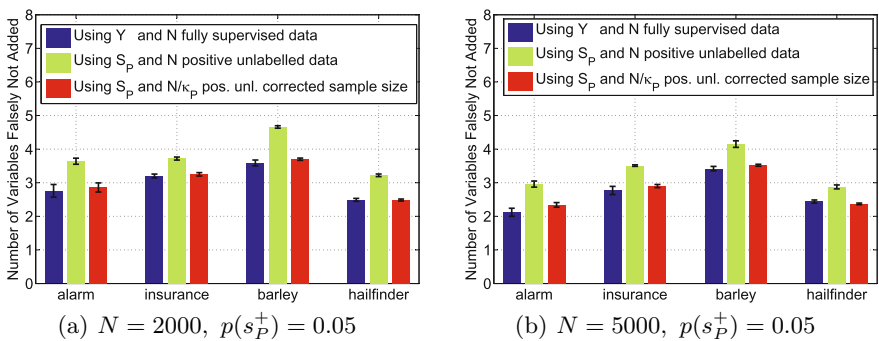 Number of Variables Falsely Not Added
8
7
6
5
4
3
2
1
0
Using Y and N fully supervised data
Using S_P and N positive unlabelled data
Using S_P and N/κ_P pos. unl. corrected sample size
alarm insurance barley hailfinder
(a) N = 2000, p(s_P^+) = 0.05
Number of Variables Falsely Not Added
8
7
6
5
4
3
2
1
0
Using Y and N fully supervised data
Using S_P and N positive unlabelled data
Using S_P and N/κ_P pos. unl. corrected sample size
alarm insurance barley hailfinder
(b) N = 5000, p(s_P^+) = 0.05